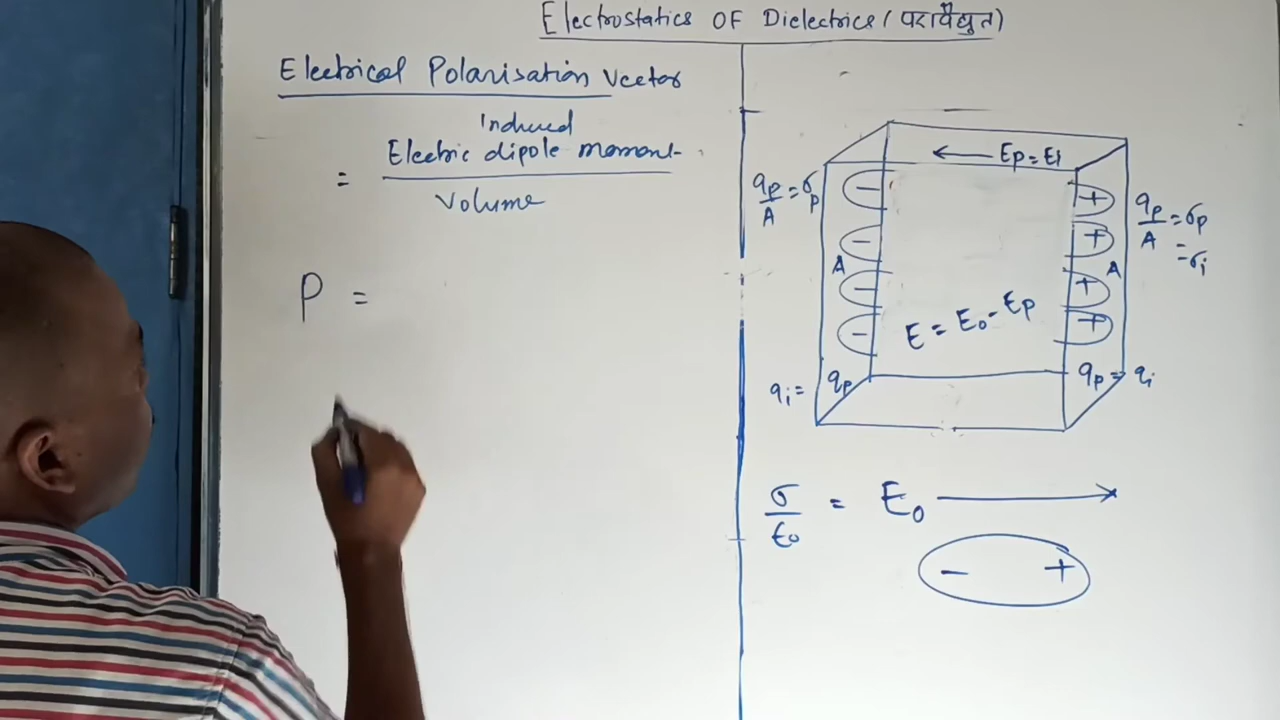 Electrostatics OF Dielectrics (परावैद्युत)
Electrical Polarisation Vector
Induced
= Electric dipole moment
Volume
P =
← Ep = Ei
qp/A = σp
qp/A = σp
= σi
- - - -
+ + + +
A
A
E = E₀ - Ep
qi = qp
qp = qi
σ/ε₀ = E₀ →
- +